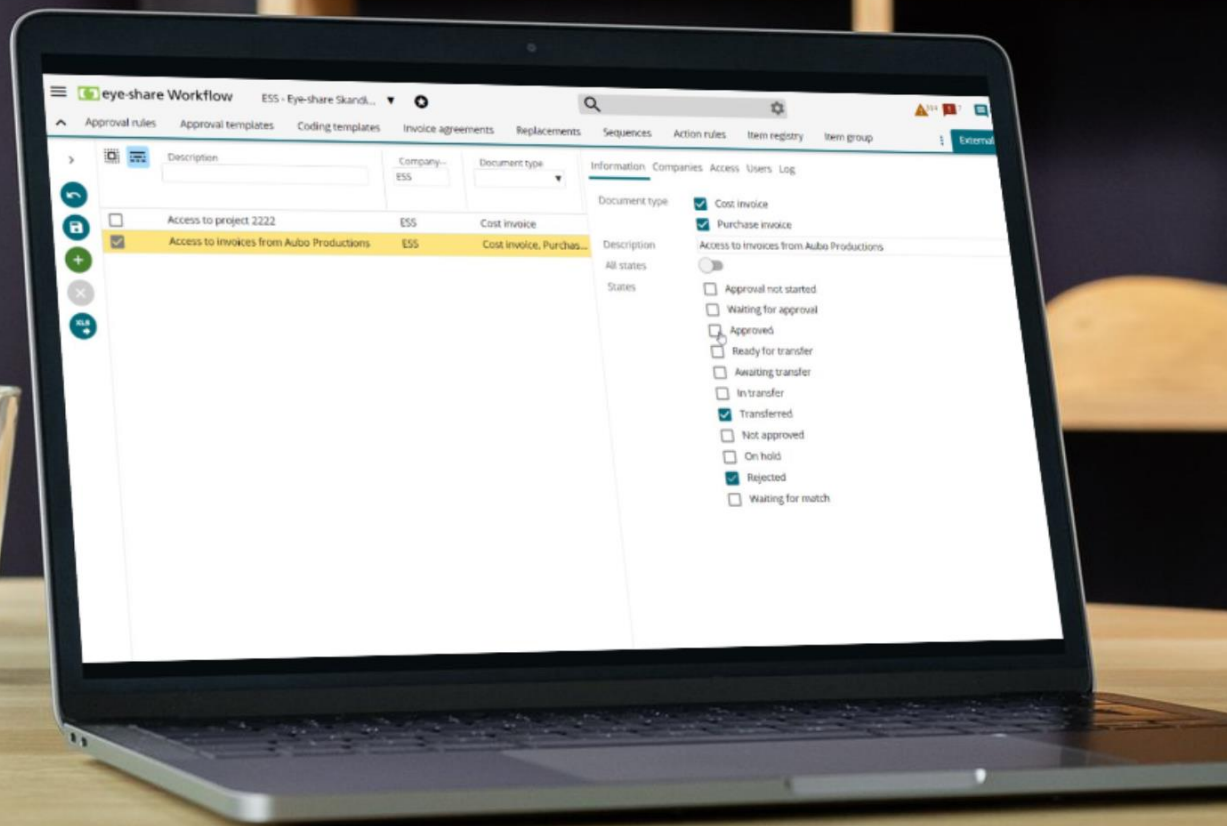 eye-share Workflow ESS - Eye-share Skandi...
Approval rules Approval templates Coding templates Invoice agreements Replacements Sequences Action rules Item registry Item group External
Description Company... Document type
ESS
Access to project 2222 ESS Cost invoice
Access to invoices from Aubo Productions ESS Cost invoice, Purchas...
XLS
Information Companies Access Users Log
Document type Cost invoice
Purchase invoice
Description Access to invoices from Aubo Productions
All states
States Approval not started
Waiting for approval
Approved
Ready for transfer
Awaiting transfer
In transfer
Transferred
Not approved
On hold
Rejected
Waiting for match